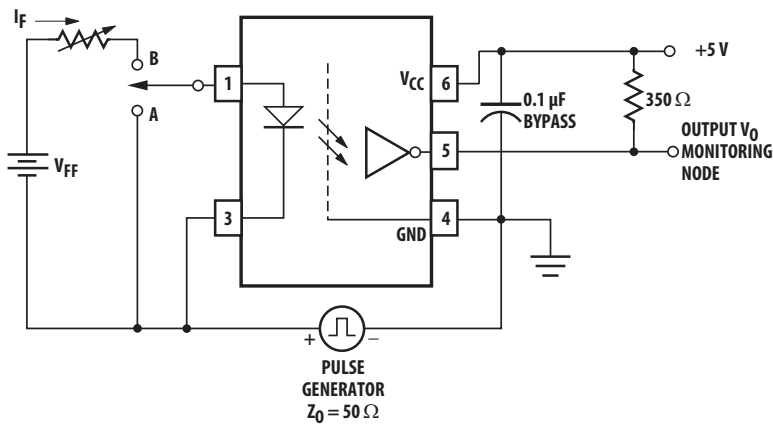 I_F
B
A
V_FF
1
3
V_CC
GND
6
5
4
0.1 µF
BYPASS
+5 V
350 Ω
OUTPUT V_O
MONITORING
NODE
+
–
PULSE
GENERATOR
Z_O = 50 Ω